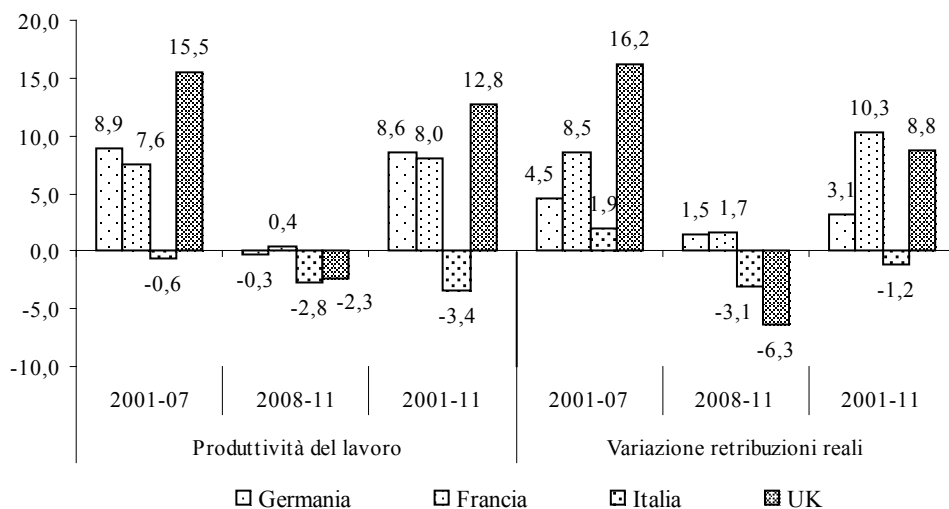 20,0
15,0
10,0
5,0
0,0
-5,0
-10,0
8,9 7,6 -0,6 15,5
-0,3 0,4 -2,8 -2,3
8,6 8,0 -3,4 12,8
4,5 8,5 1,9 16,2
1,5 1,7 -3,1 -6,3
3,1 10,3 -1,2 8,8
2001-07 2008-11 2001-11 2001-07 2008-11 2001-11
Produttività del lavoro Variazione retribuzioni reali
Germania Francia Italia UK